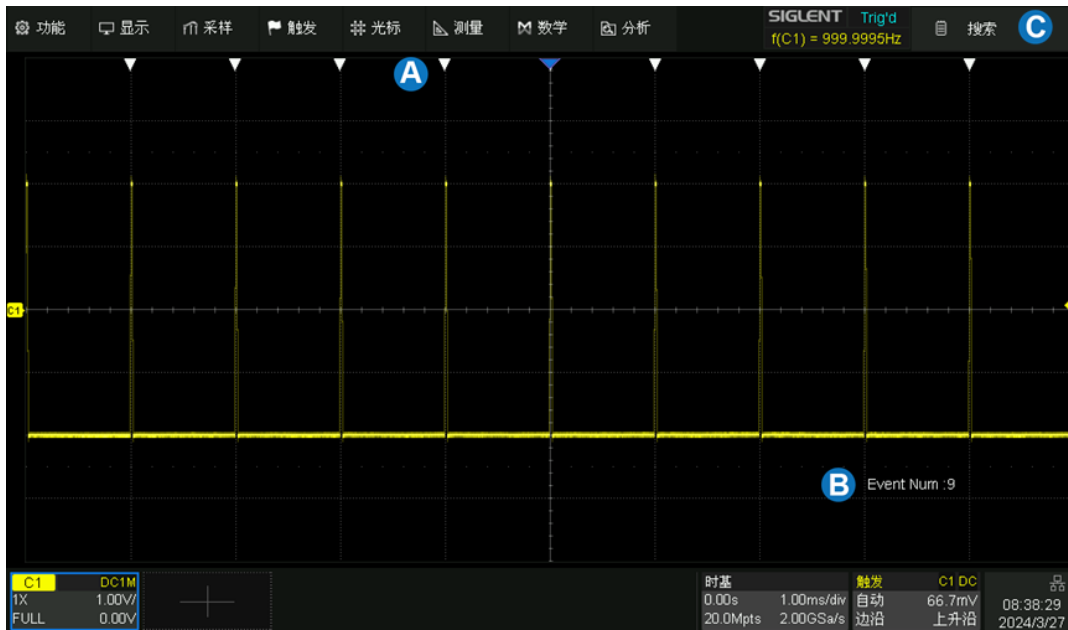 功能 显示 采样 触发 光标 测量 数学 分析 SIGLENT Trig'd 搜索 C
f(C1) = 999.9995Hz
A
C1
B Event Num :9
C1 DC1M
1X 1.00V/
FULL 0.00V
时基
0.00s 1.00ms/div
20.0Mpts 2.00GSa/s
触发 C1 DC
自动 66.7mV
边沿 上升沿
08:38:29
2024/3/27